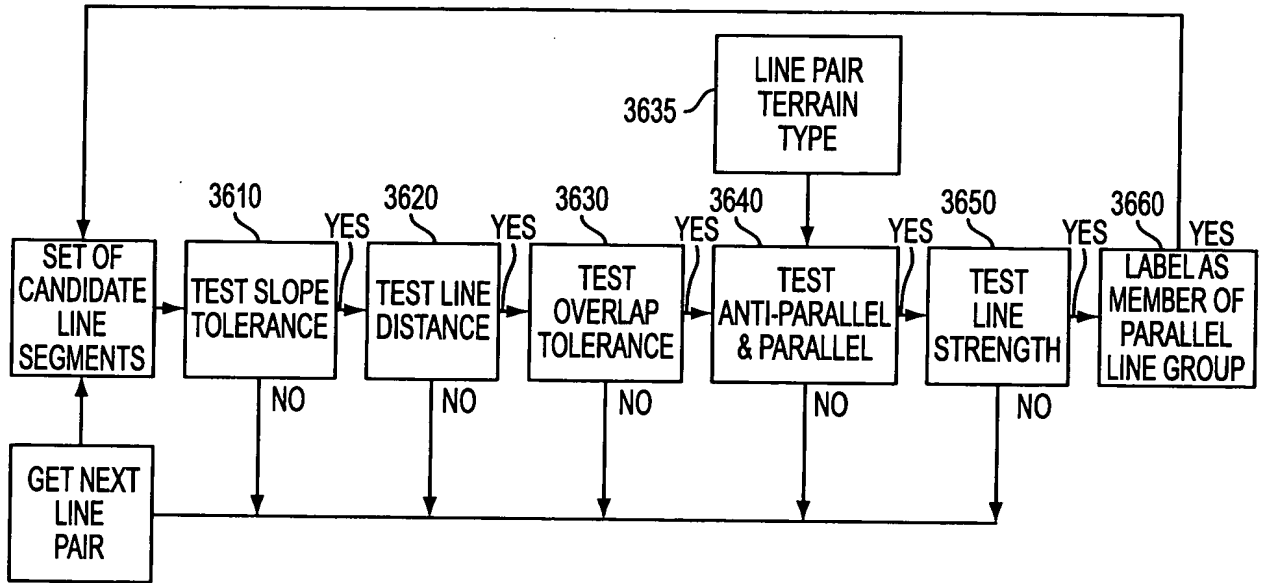 LINE PAIR
TERRAIN
TYPE
3635
3610
3620
3630
3640
3650
3660
YES
YES
YES
YES
YES
YES
SET OF
CANDIDATE
LINE
SEGMENTS
TEST SLOPE
TOLERANCE
TEST LINE
DISTANCE
TEST
OVERLAP
TOLERANCE
TEST
ANTI-PARALLEL
& PARALLEL
TEST
LINE
STRENGTH
LABEL AS
MEMBER OF
PARALLEL
LINE GROUP
NO
NO
NO
NO
NO
GET NEXT
LINE
PAIR